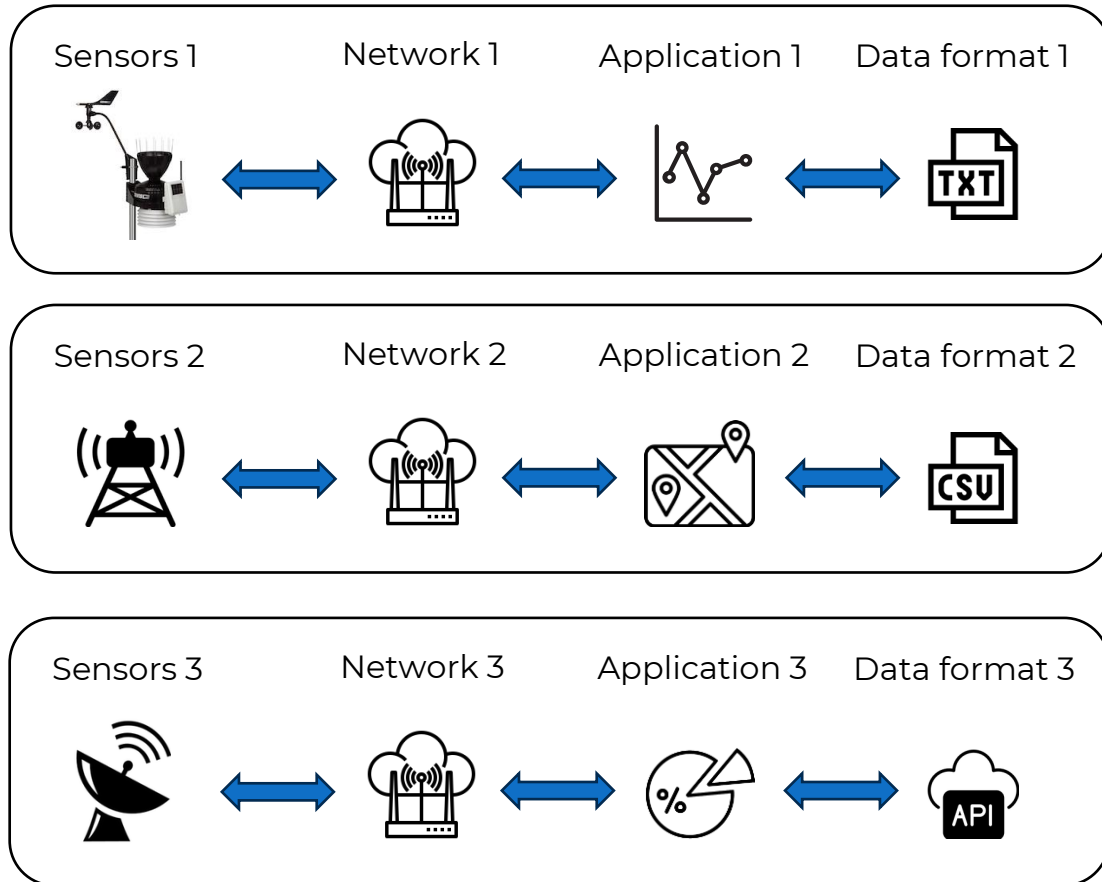 Sensors 1 Network 1 Application 1 Data format 1
TXT
Sensors 2 Network 2 Application 2 Data format 2
CSV
Sensors 3 Network 3 Application 3 Data format 3
%
API